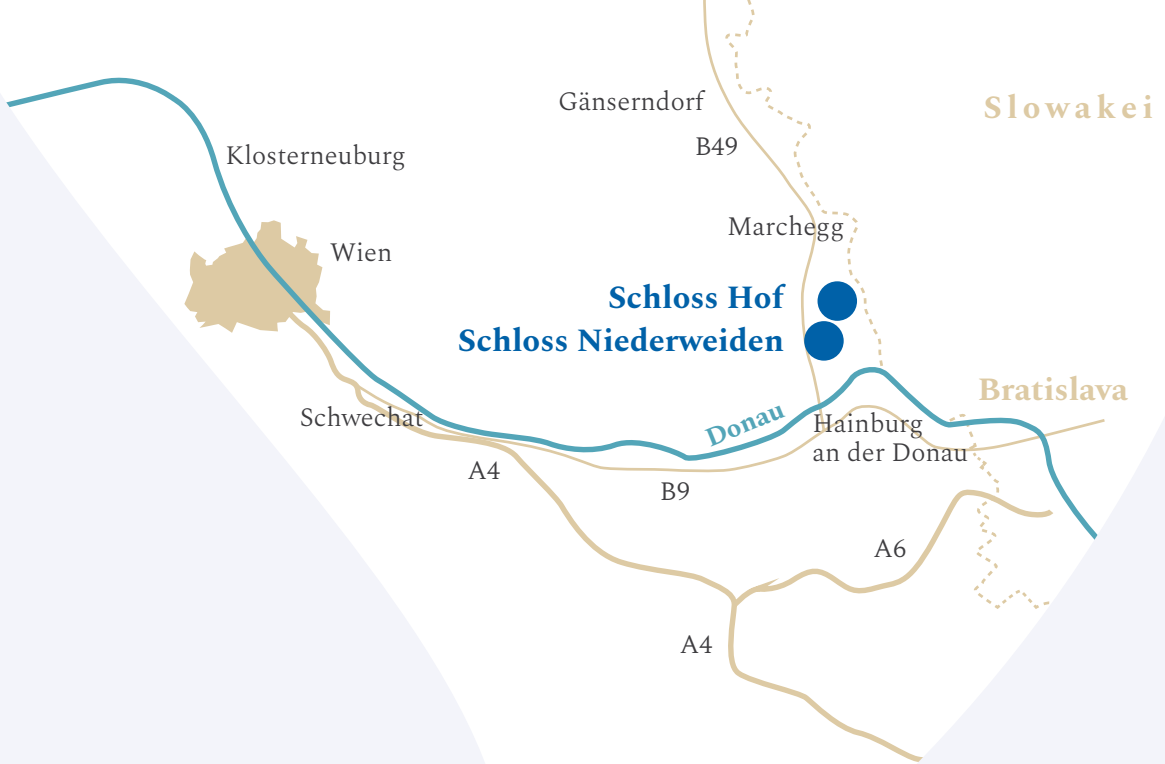 Gänserndorf
Slowakei
B49
Klosterneuburg
Marchegg
Wien
Schloss Hof
Schloss Niederweiden
Bratislava
Schwechat
Donau
Hainburg
an der Donau
A4
B9
A6
A4